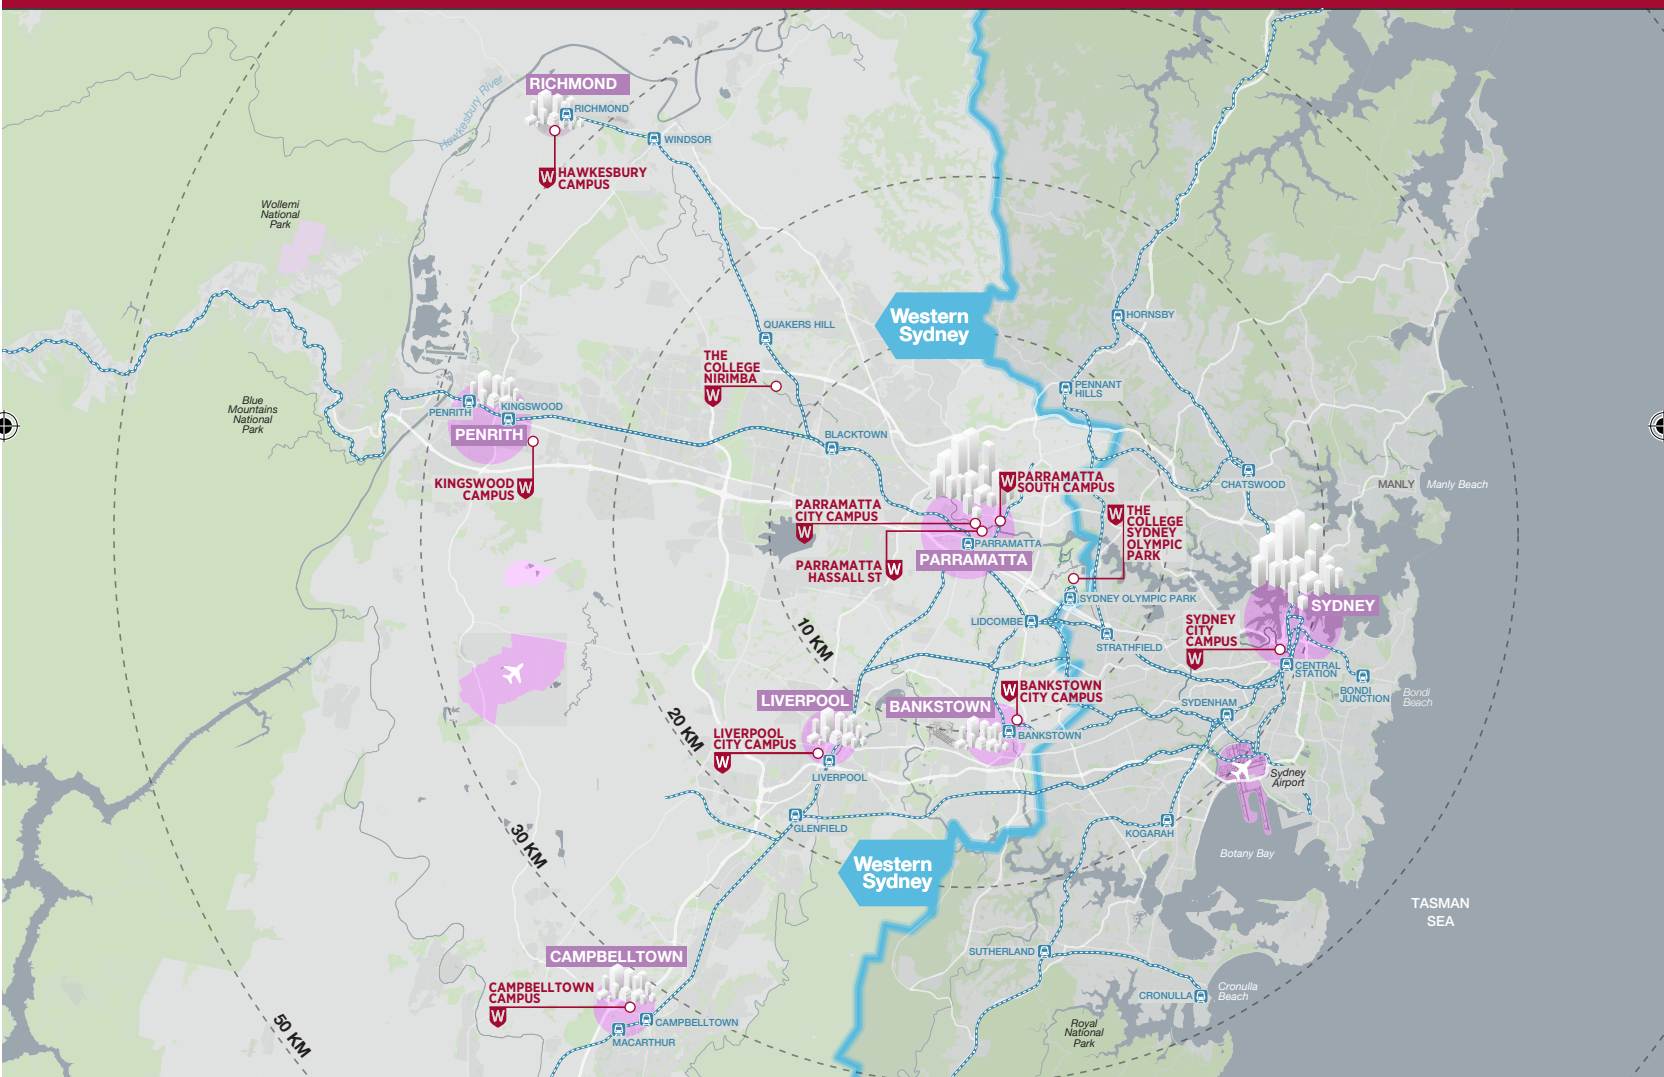 RICHMOND
RICHMOND
Hawkesbury River
WINDSOR
W
HAWKESBURY
CAMPUS
Wollemi
National
Park
Western
Sydney
HORNSBY
QUAKERS HILL
THE
COLLEGE
NIRIMBA
W
PENNANT
HILLS
Blue
Mountains
National
Park
PENRITH
KINGSWOOD
PENRITH
BLACKTOWN
KINGSWOOD
CAMPUS
W
CHATSWOOD
MANLY
Manly Beach
W
PARRAMATTA
SOUTH CAMPUS
PARRAMATTA
CITY CAMPUS
W
W
THE
COLLEGE
SYDNEY
OLYMPIC
PARK
PARRAMATTA
PARRAMATTA
PARRAMATTA
HASSALL ST
W
SYDNEY OLYMPIC PARK
SYDNEY
LIDCOMBE
STRATHFIELD
SYDNEY
CITY
CAMPUS
W
CENTRAL
STATION
BONDI
JUNCTION
Bondi
Beach
10 KM
W
BANKSTOWN
CITY CAMPUS
LIVERPOOL
BANKSTOWN
SYDENHAM
20 KM
LIVERPOOL
CITY CAMPUS
W
BANKSTOWN
LIVERPOOL
Sydney
Airport
GLENFIELD
KOGARAH
30 KM
Botany Bay
Western
Sydney
TASMAN
SEA
SUTHERLAND
CAMPBELLTOWN
CAMPBELLTOWN
CAMPUS
W
CRONULLA
Cronulla
Beach
CAMPBELLTOWN
MACARTHUR
Royal
National
Park
50 KM